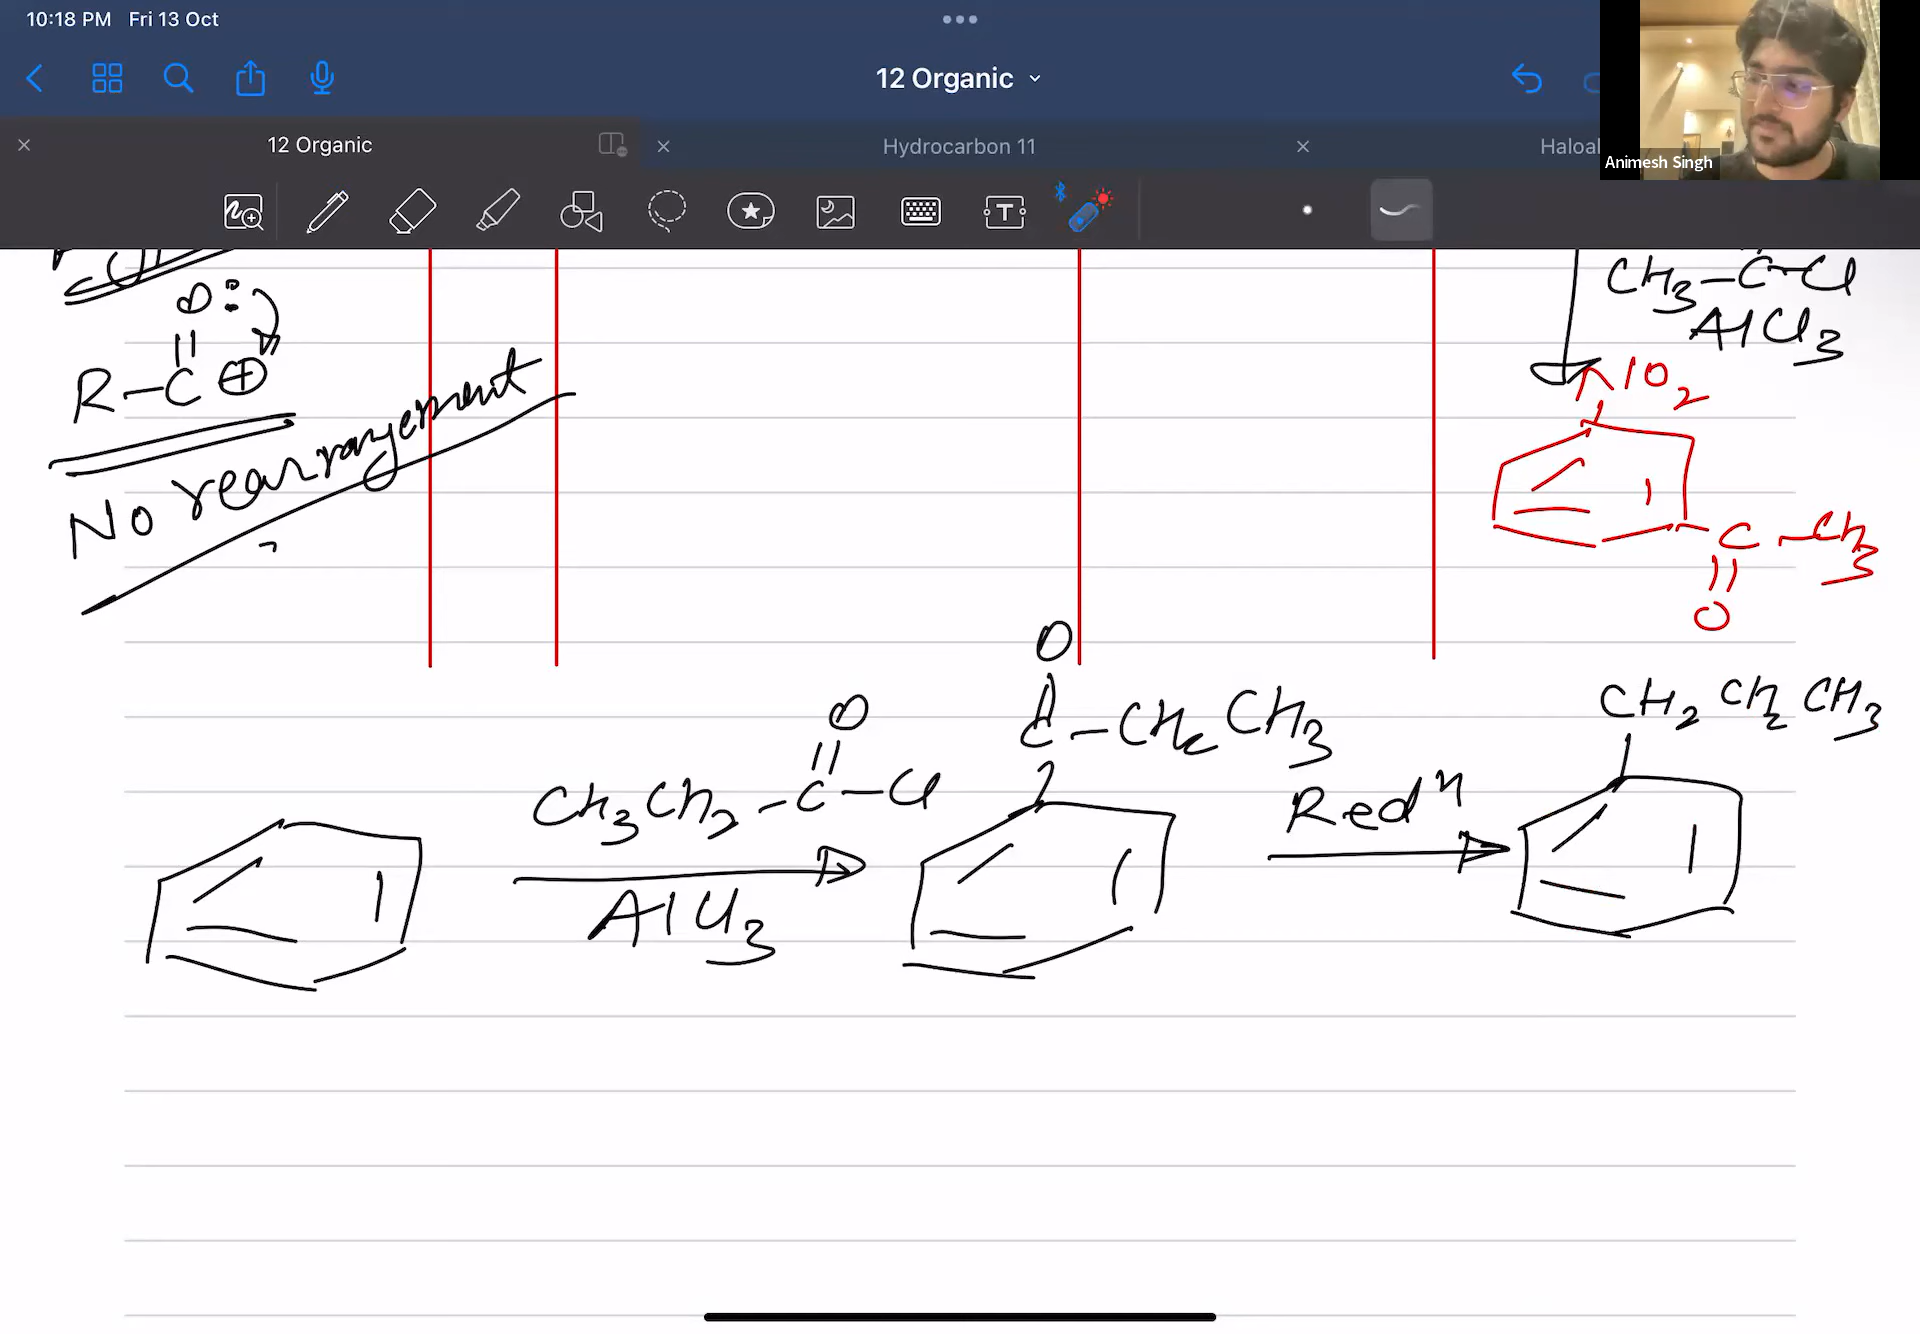 10:18 PM Fri 13 Oct
12 Organic
12 Organic
Hydrocarbon 11
Haloal
Animesh Singh
T
CH3-C-Cl
AlCl3
O:
||
R-C ⊕
No rearrangement
NO2
C-CH3
||
O
O
||
C-CH2CH3
O
||
CH3CH2-C-Cl
AlCl3
Redⁿ
CH2CH2CH3